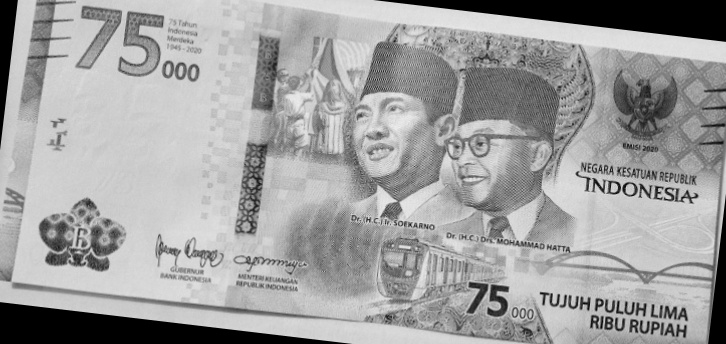 75 000
75 Tahun
Indonesia
Merdeka
1945 - 2020
EMISI 2020
NEGARA KESATUAN REPUBLIK
INDONESIA
Dr. (H.C.) Ir. SOEKARNO
Dr. (H.C.) Drs. MOHAMMAD HATTA
GUBERNUR
BANK INDONESIA
MENTERI KEUANGAN
REPUBLIK INDONESIA
75 000
TUJUH PULUH LIMA
RIBU RUPIAH